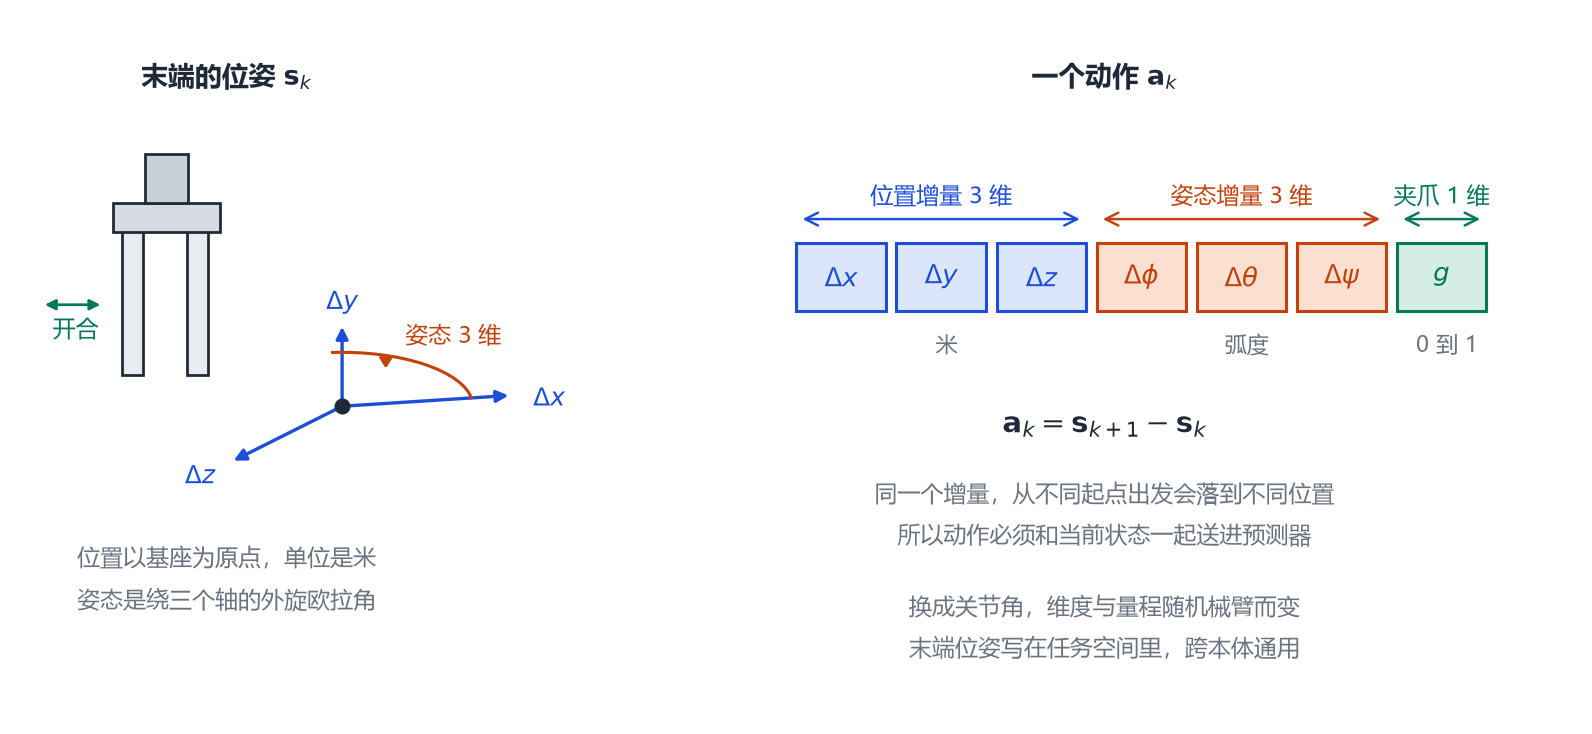 末端的位姿 s_k
开合
Δy
姿态 3 维
Δx
Δz
位置以基座为原点，单位是米
姿态是绕三个轴的外旋欧拉角
一个动作 a_k
位置增量 3 维 姿态增量 3 维 夹爪 1 维
Δx Δy Δz Δϕ Δθ Δψ g
米 弧度 0 到 1
a_k = s_{k+1} − s_k
同一个增量，从不同起点出发会落到不同位置
所以动作必须和当前状态一起送进预测器
换成关节角，维度与量程随机械臂而变
末端位姿写在任务空间里，跨本体通用